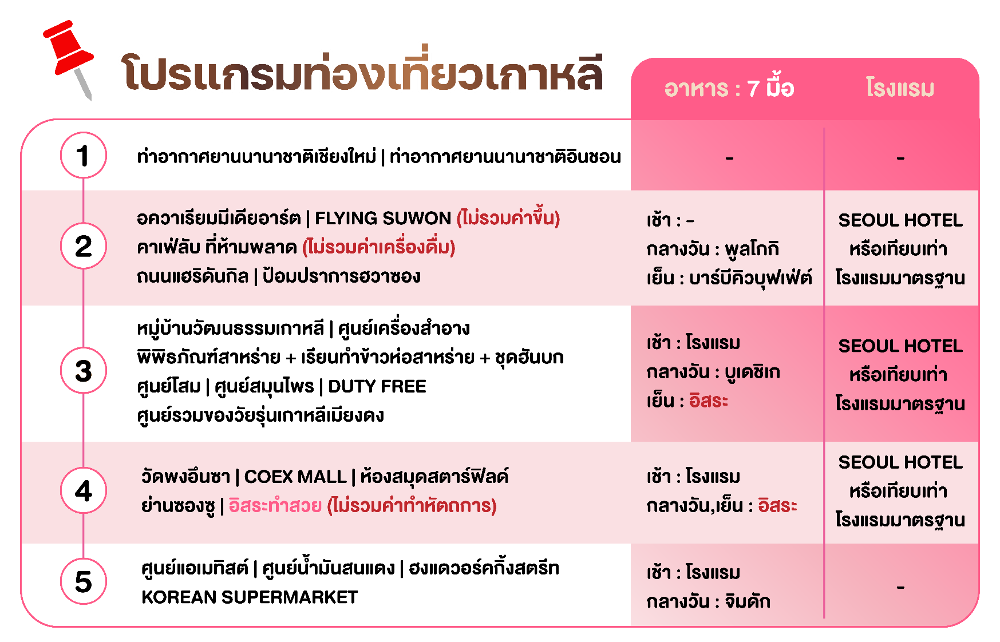 โปรแกรมท่องเที่ยวเกาหลี
อาหาร : 7 มื้อ
โรงแรม
1
ท่าอากาศยานนานาชาติเชียงใหม่ | ท่าอากาศยานนานาชาติอินชอน
-
-
2
อควาเรียมมีเดียอาร์ต | FLYING SUWON (ไม่รวมค่าขึ้น)
คาเฟ่ลับ ที่ห้ามพลาด (ไม่รวมค่าเครื่องดื่ม)
ถนนแฮริดันกิล | ป้อมปราการฮวาซอง
เช้า : -
กลางวัน : พูลโกกิ
เย็น : บาร์บีคิวบุฟเฟ่ต์
SEOUL HOTEL
หรือเทียบเท่า
โรงแรมมาตรฐาน
3
หมู่บ้านวัฒนธรรมเกาหลี | ศูนย์เครื่องสำอาง
พิพิธภัณฑ์สาหร่าย + เรียนทำข้าวห่อสาหร่าย + ชุดฮันบก
ศูนย์โสม | ศูนย์สมุนไพร | DUTY FREE
ศูนย์รวมของวัยรุ่นเกาหลีเมียงดง
เช้า : โรงแรม
กลางวัน : บูเดชิเก
เย็น : อิสระ
SEOUL HOTEL
หรือเทียบเท่า
โรงแรมมาตรฐาน
4
วัดพงอึนซา | COEX MALL | ห้องสมุดสตาร์ฟิลด์
ย่านซองซู | อิสระทำสวย (ไม่รวมค่าทำหัตถการ)
เช้า : โรงแรม
กลางวัน,เย็น : อิสระ
SEOUL HOTEL
หรือเทียบเท่า
โรงแรมมาตรฐาน
5
ศูนย์แอเมทิสต์ | ศูนย์น้ำมันสนแดง | ฮงแดวอร์คกิ้งสตรีท
KOREAN SUPERMARKET
เช้า : โรงแรม
กลางวัน : จิมดัก
-